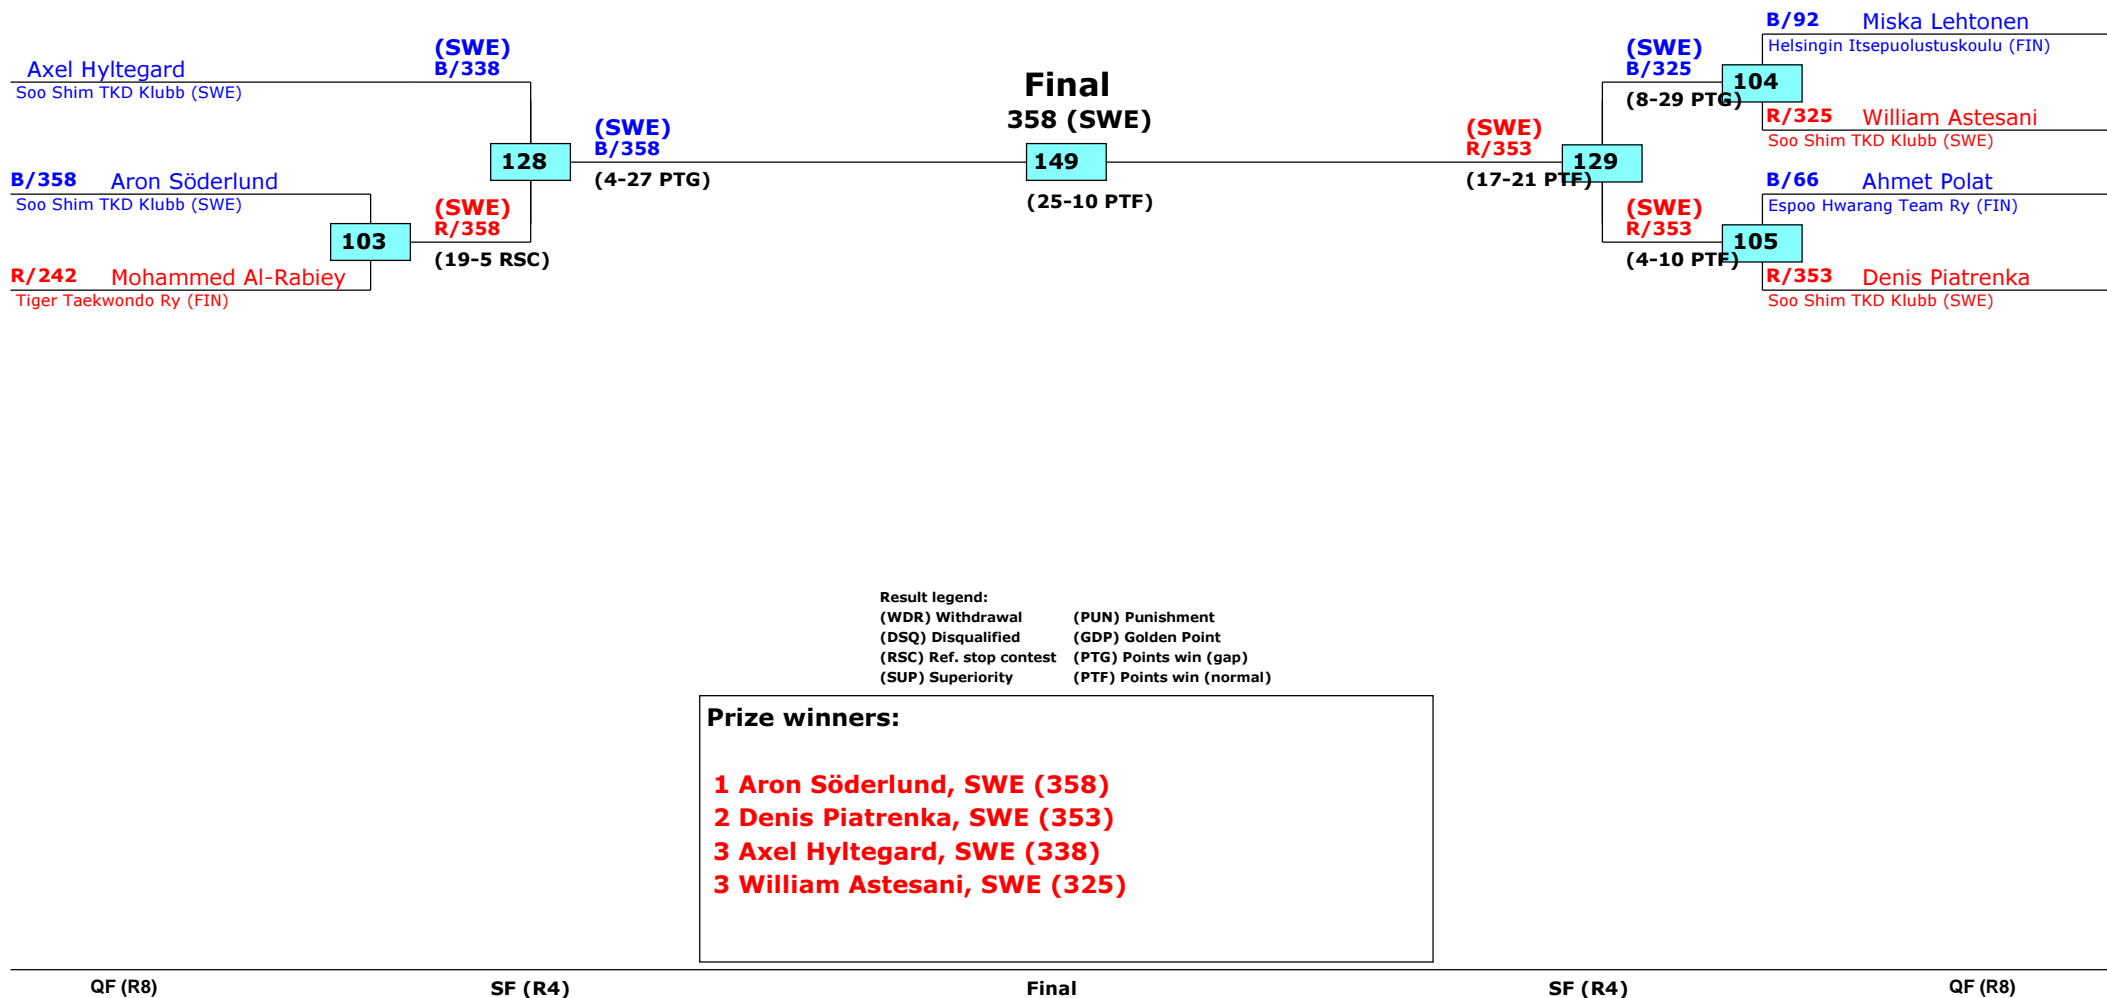 B/92 Miska Lehtonen
Helsingin Itsepuolustuskoulu (FIN)
(SWE)
B/338
Axel Hyltegard
Soo Shim TKD Klubb (SWE)
Final
358 (SWE)
(SWE)
B/325
104
(8-29 PTG)
R/325 William Astesani
Soo Shim TKD Klubb (SWE)
(SWE)
B/358
128
(4-27 PTG)
149
(25-10 PTF)
(SWE)
R/353
129
(17-21 PTF)
B/358 Aron Söderlund
Soo Shim TKD Klubb (SWE)
B/66 Ahmet Polat
Espoo Hwarang Team Ry (FIN)
(SWE)
R/358
103
(19-5 RSC)
(SWE)
R/353
105
(4-10 PTF)
R/242 Mohammed Al-Rabiey
Tiger Taekwondo Ry (FIN)
R/353 Denis Piatrenka
Soo Shim TKD Klubb (SWE)
Result legend:
(WDR) Withdrawal (PUN) Punishment
(DSQ) Disqualified (GDP) Golden Point
(RSC) Ref. stop contest (PTG) Points win (gap)
(SUP) Superiority (PTF) Points win (normal)
Prize winners:
1 Aron Söderlund, SWE (358)
2 Denis Piatrenka, SWE (353)
3 Axel Hyltegard, SWE (338)
3 William Astesani, SWE (325)
QF (R8) SF (R4) Final SF (R4) QF (R8)